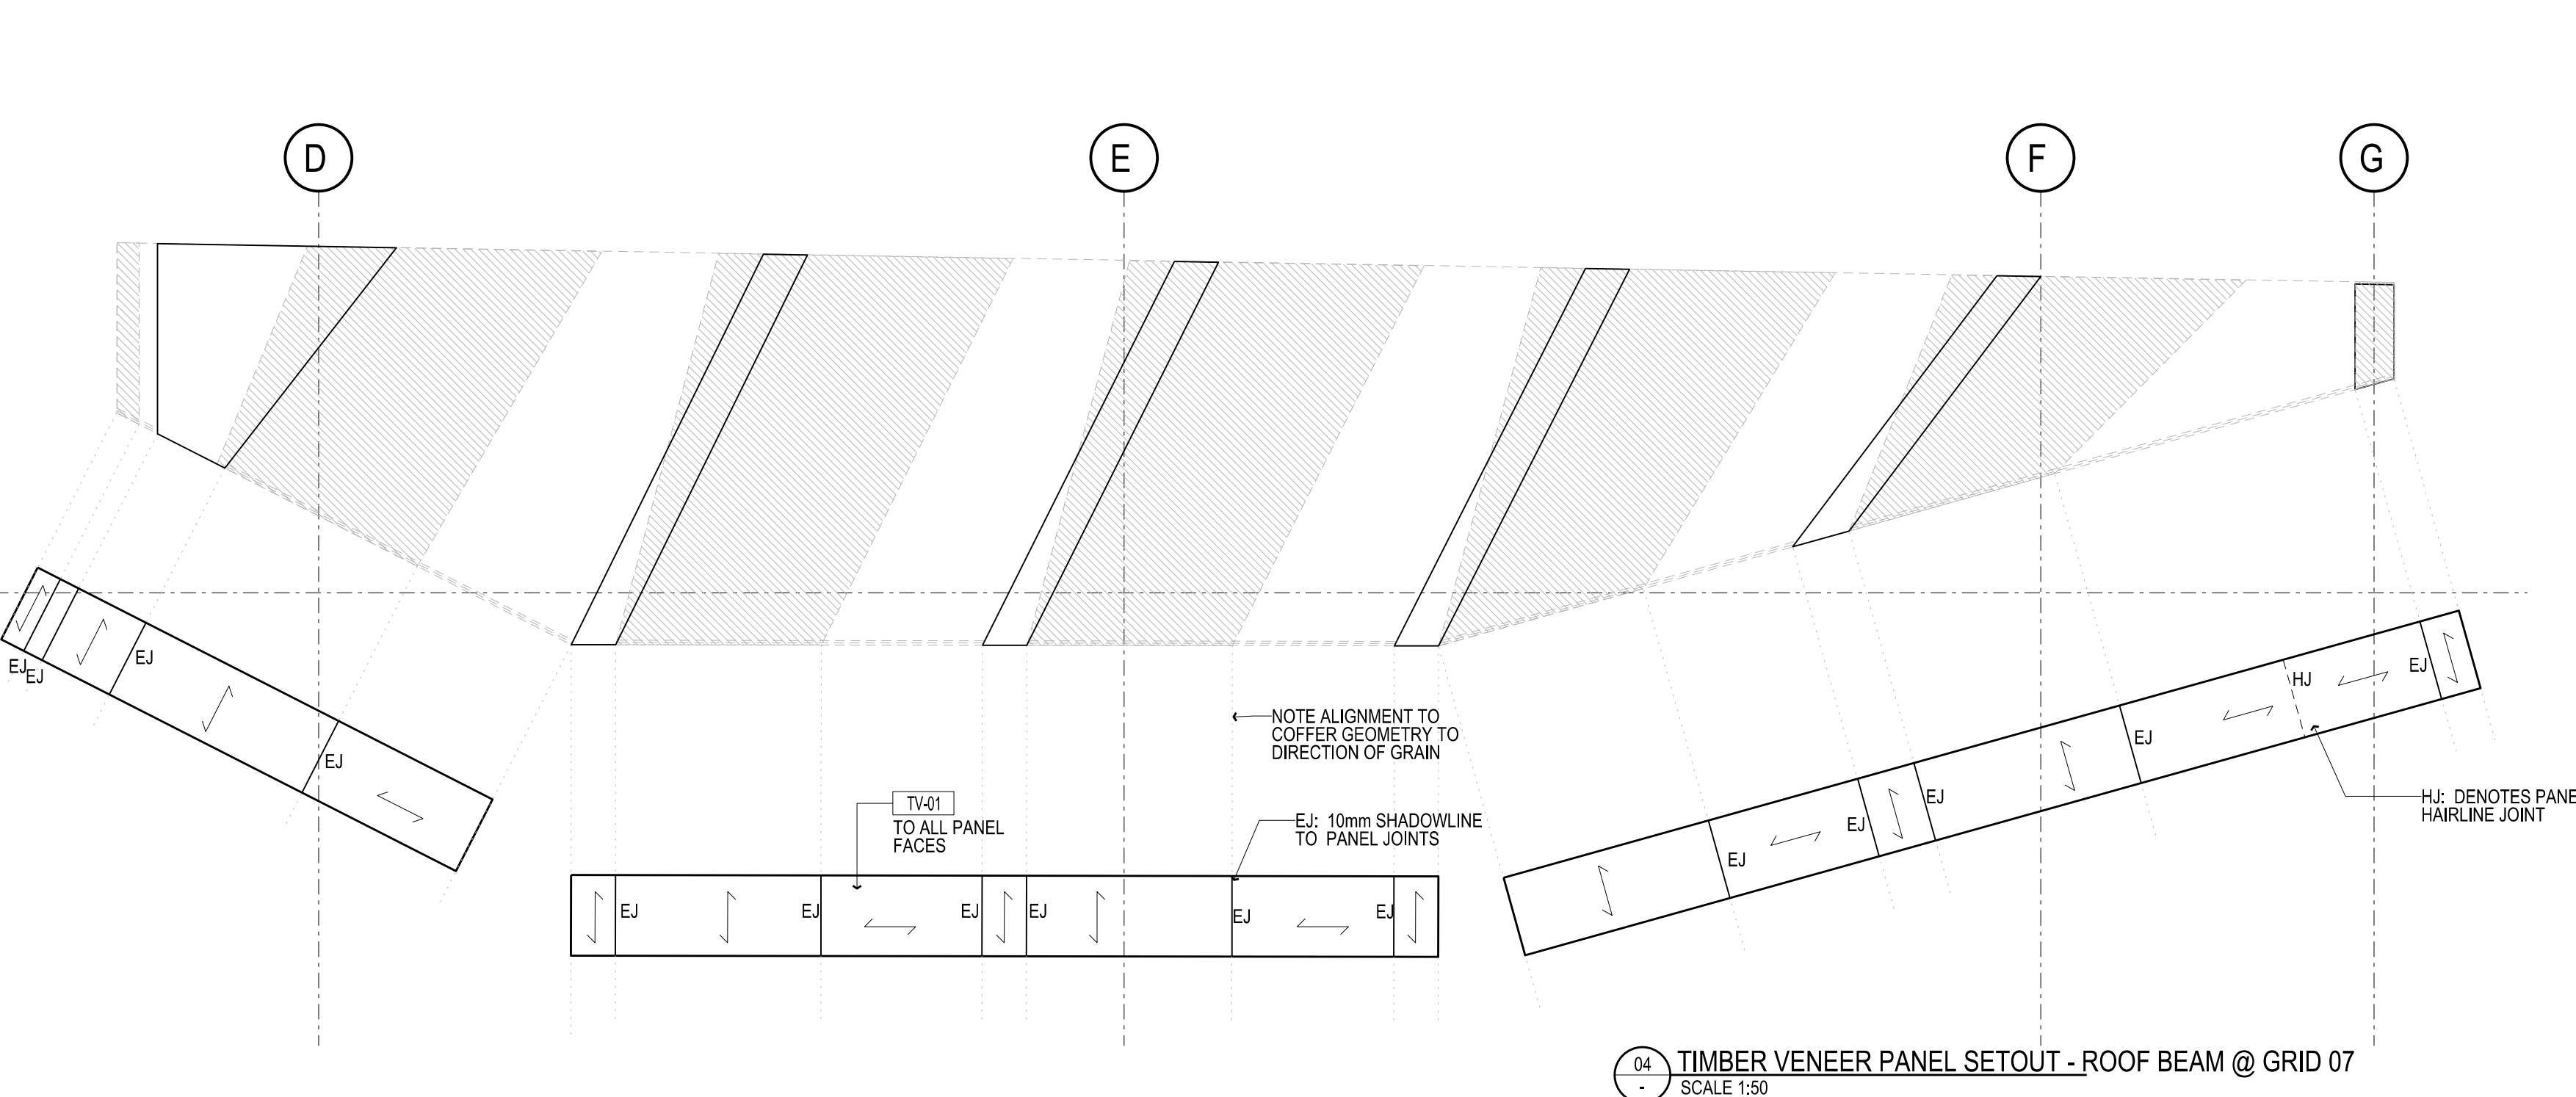 D
E
F
G
EJ
EJ
EJ
EJ
NOTE ALIGNMENT TO
COFFER GEOMETRY TO
DIRECTION OF GRAIN
TV-01
TO ALL PANEL
FACES
EJ: 10mm SHADOWLINE
TO PANEL JOINTS
EJ
EJ
EJ
EJ
EJ
EJ
EJ
EJ
EJ
EJ
HJ
EJ
HJ: DENOTES PANE
HAIRLINE JOINT
04
-
TIMBER VENEER PANEL SETOUT - ROOF BEAM @ GRID 07
SCALE 1:50